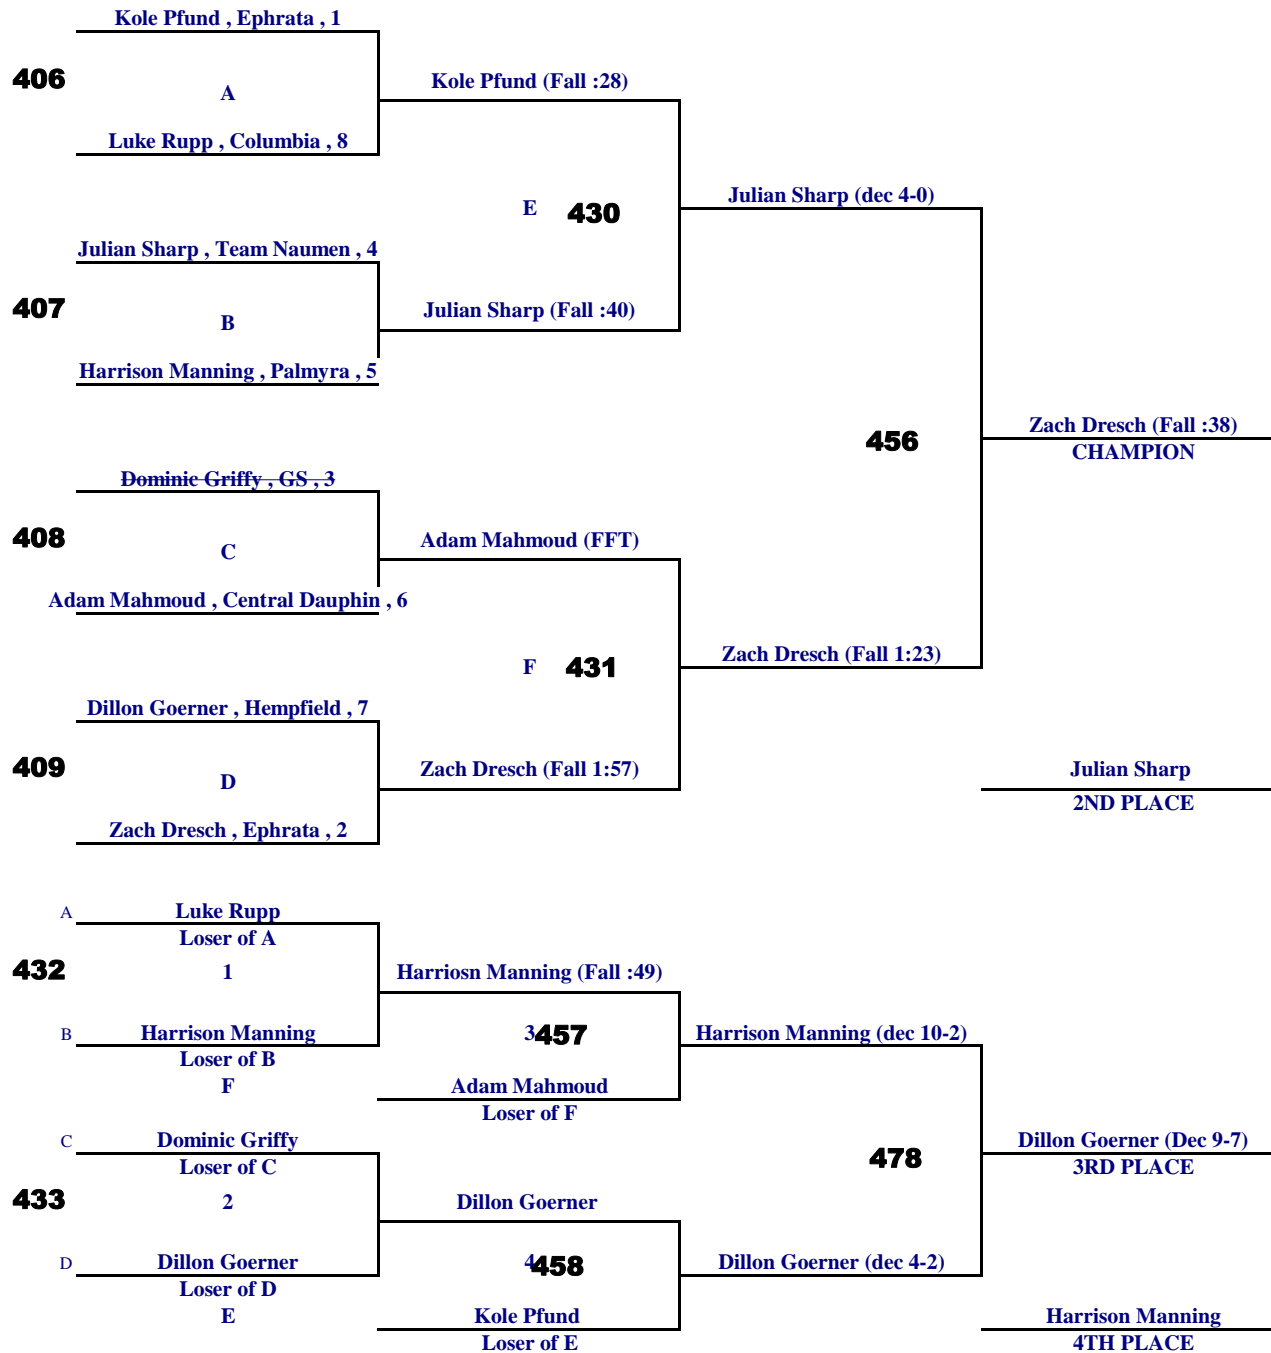 Kole Pfund , Ephrata , 1
406
A
Kole Pfund (Fall :28)
Luke Rupp , Columbia , 8
Julian Sharp (dec 4-0)
E 430
Julian Sharp , Team Naumen , 4
407
B
Julian Sharp (Fall :40)
Harrison Manning , Palmyra , 5
456
Zach Dresch (Fall :38)
CHAMPION
Dominic Griffy , GS , 3
408
C
Adam Mahmoud (FFT)
Adam Mahmoud , Central Dauphin , 6
F 431
Zach Dresch (Fall 1:23)
Dillon Goerner , Hempfield , 7
409
D
Zach Dresch (Fall 1:57)
Julian Sharp
2ND PLACE
Zach Dresch , Ephrata , 2
A Luke Rupp
Loser of A
432
1
Harriosn Manning (Fall :49)
B Harrison Manning
3 457
Harrison Manning (dec 10-2)
Loser of B
F
Adam Mahmoud
Loser of F
C Dominic Griffy
Loser of C
478
Dillon Goerner (Dec 9-7)
3RD PLACE
433
2
Dillon Goerner
D Dillon Goerner
4 458
Dillon Goerner (dec 4-2)
Loser of D
E
Kole Pfund
Loser of E
Harrison Manning
4TH PLACE